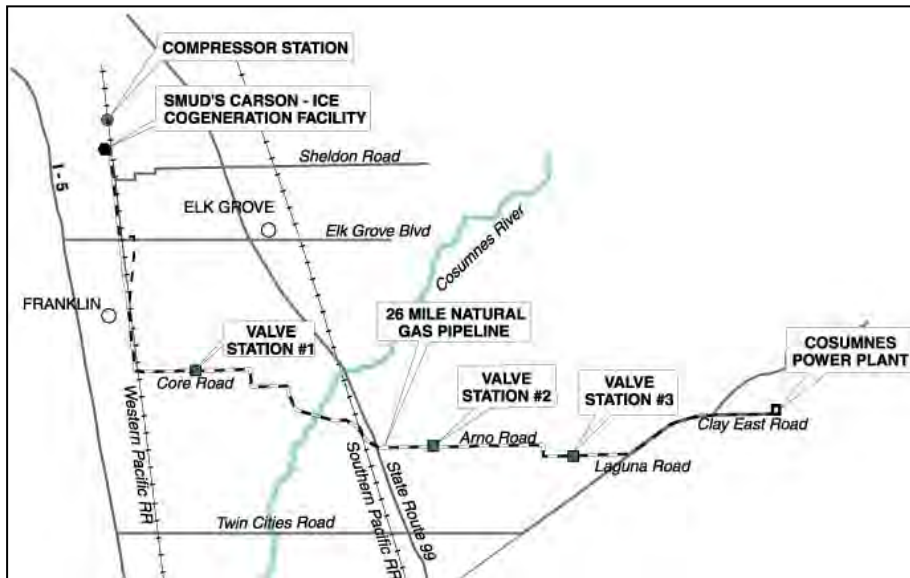 COMPRESSOR STATION
SMUD'S CARSON - ICE
COGENERATION FACILITY
Sheldon Road
I - 5
ELK GROVE
Elk Grove Blvd
Cosumnes River
FRANKLIN
26 MILE NATURAL
GAS PIPELINE
VALVE
STATION #1
COSUMNES
POWER PLANT
Core Road
VALVE
STATION #2
VALVE
STATION #3
Clay East Road
Arno Road
Laguna Road
Western Pacific RR
Southern Pacific RR
State Route 99
Twin Cities Road